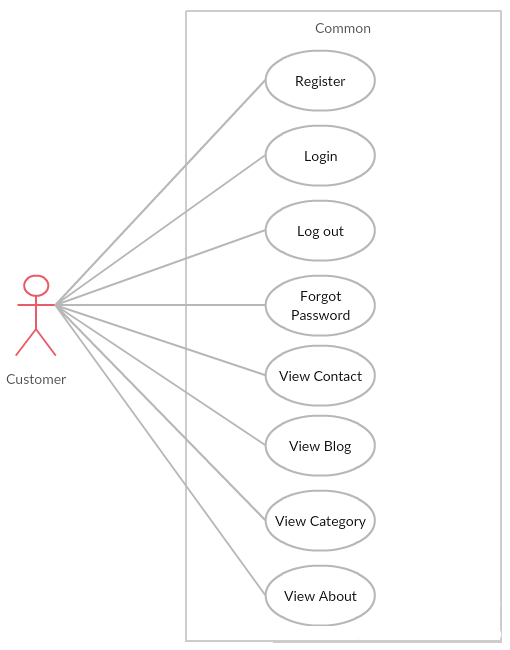 Common
Register
Login
Log out
Forgot
Password
View Contact
View Blog
View Category
View About
Customer